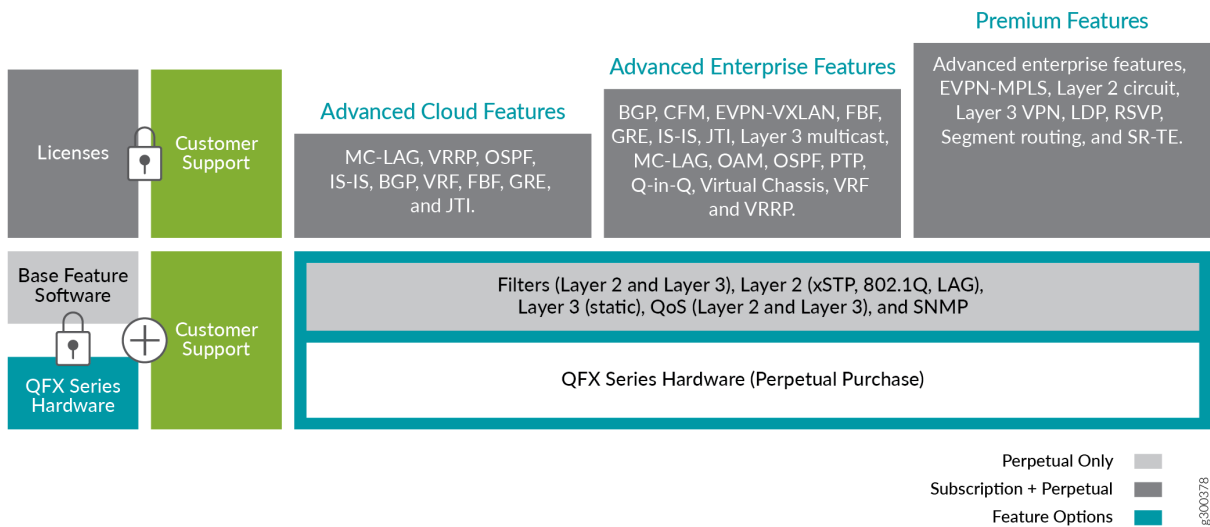 Premium Features
Advanced Enterprise Features
Advanced Cloud Features
Licenses
Customer
Support
MC-LAG, VRRP, OSPF,
IS-IS, BGP, VRF, FBF, GRE,
and JTI.
BGP, CFM, EVPN-VXLAN, FBF,
GRE, IS-IS, JTI, Layer 3 multicast,
MC-LAG, OAM, OSPF, PTP,
Q-in-Q, Virtual Chassis, VRF
and VRRP.
Advanced enterprise features,
EVPN-MPLS, Layer 2 circuit,
Layer 3 VPN, LDP, RSVP,
Segment routing, and SR-TE.
Base Feature
Software
QFX Series
Hardware
Customer
Support
Filters (Layer 2 and Layer 3), Layer 2 (xSTP, 802.1Q, LAG),
Layer 3 (static), QoS (Layer 2 and Layer 3), and SNMP
QFX Series Hardware (Perpetual Purchase)
Perpetual Only
Subscription + Perpetual
Feature Options
g300378